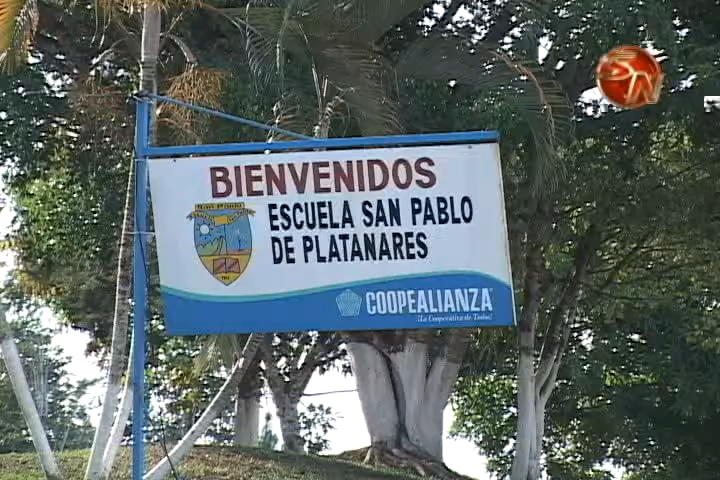 BIENVENIDOS
ESCUELA SAN PABLO
DE PLATANARES
COOPEALIANZA
¡La Cooperativa de Todos!